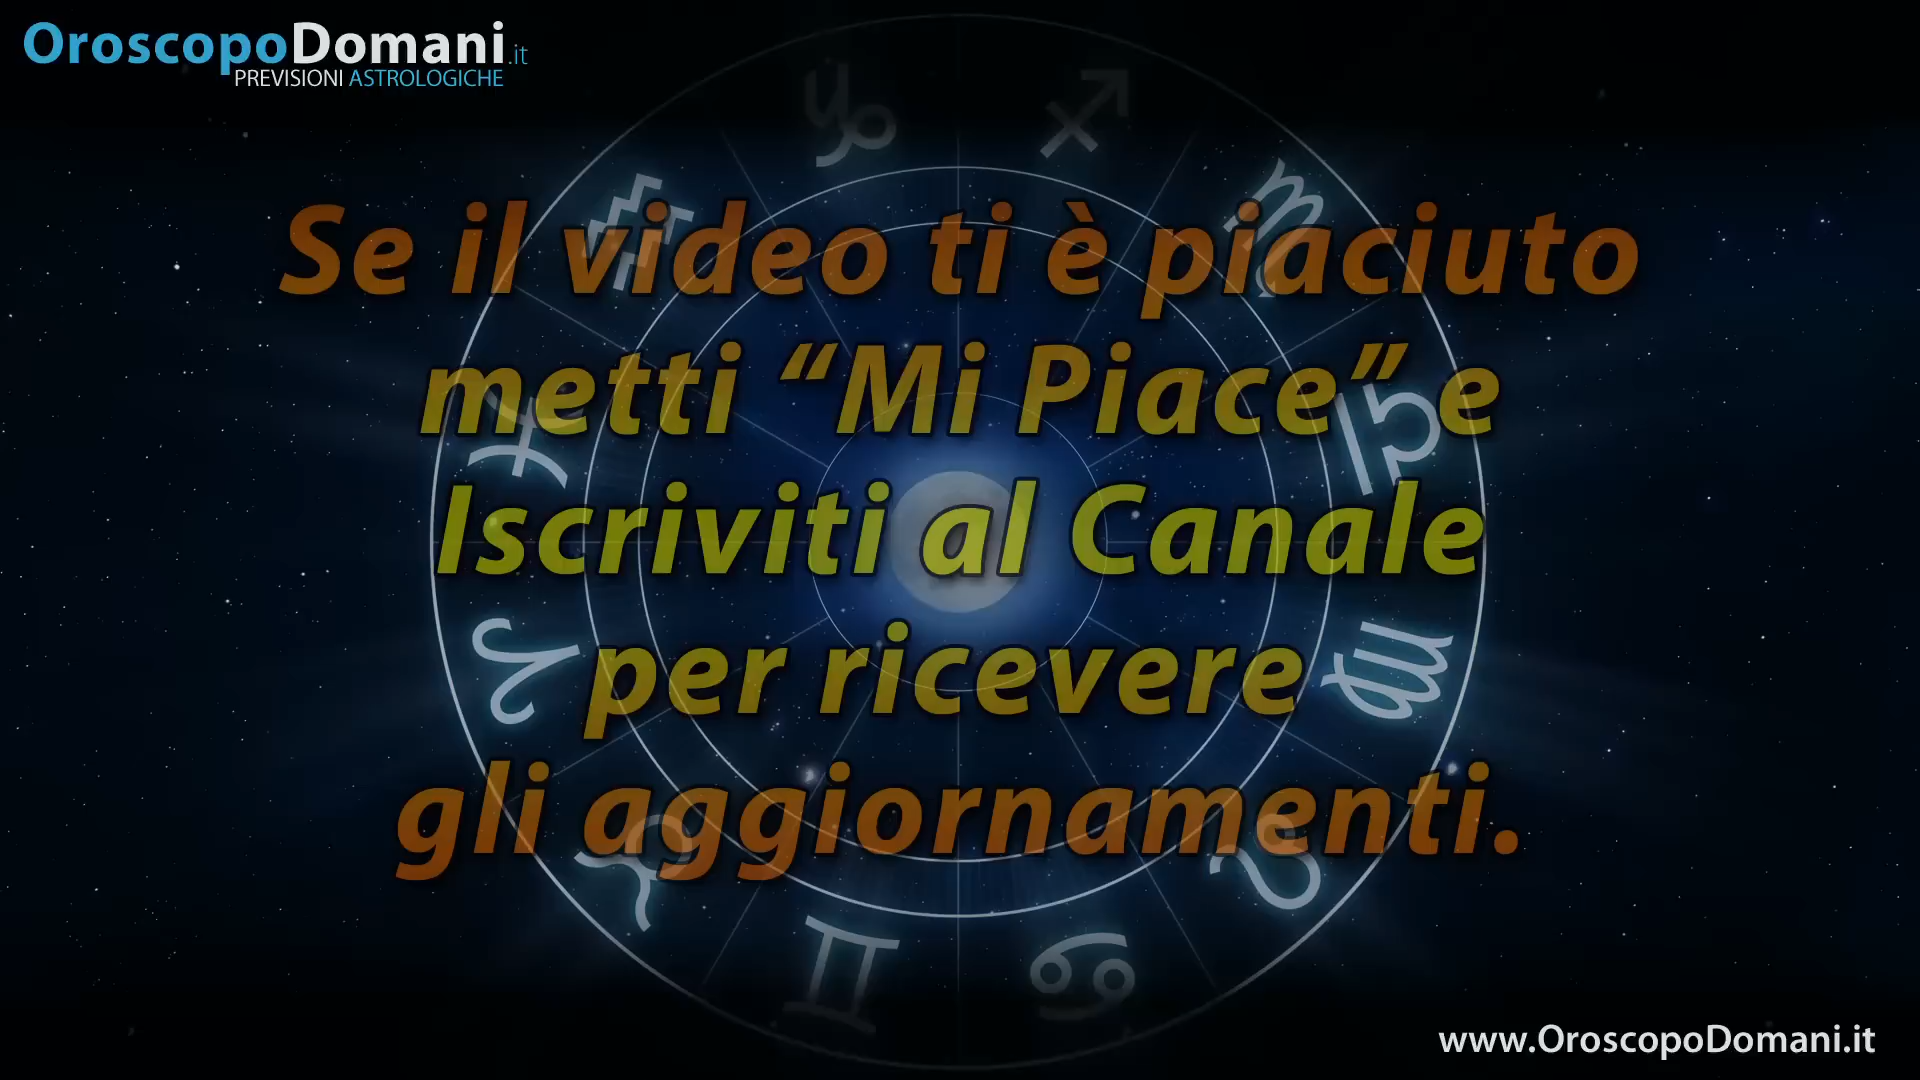 OroscopoDomani.it
PREVISIONI ASTROLOGICHE
Se il video ti è piaciuto
metti “Mi Piace” e
Iscriviti al Canale
per ricevere
gli aggiornamenti.
www.OroscopoDomani.it